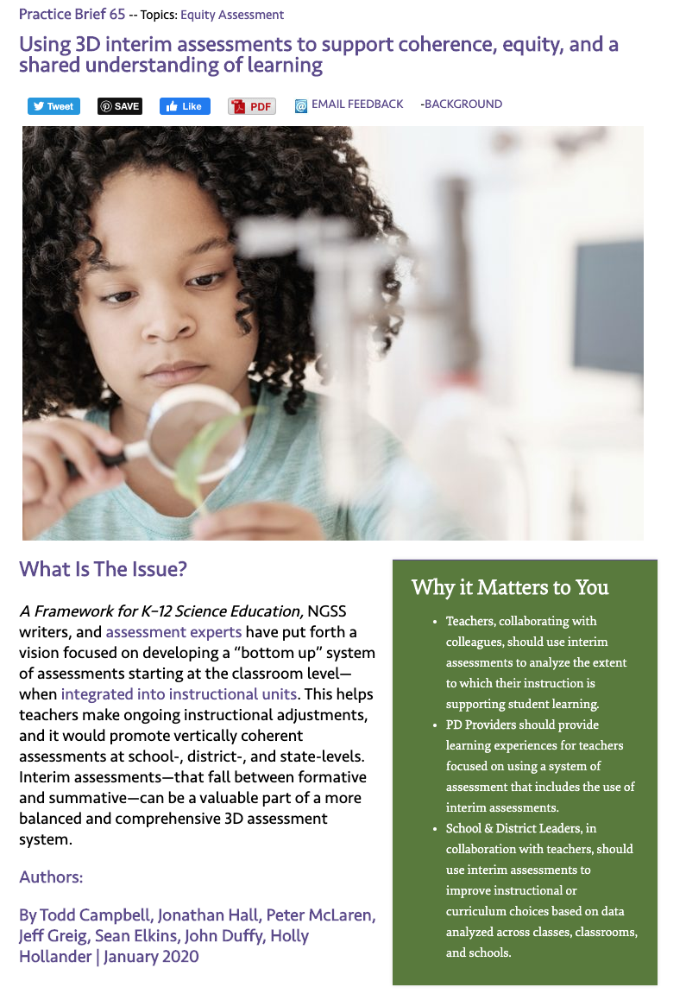 Practice Brief 65 -- Topics: Equity Assessment
Using 3D interim assessments to support coherence, equity, and a
shared understanding of learning
Tweet SAVE Like PDF EMAIL FEEDBACK -BACKGROUND
What Is The Issue?
A Framework for K–12 Science Education, NGSS
writers, and assessment experts have put forth a
vision focused on developing a “bottom up” system
of assessments starting at the classroom level—
when integrated into instructional units. This helps
teachers make ongoing instructional adjustments,
and it would promote vertically coherent
assessments at school-, district-, and state-levels.
Interim assessments—that fall between formative
and summative—can be a valuable part of a more
balanced and comprehensive 3D assessment
system.
Authors:
By Todd Campbell, Jonathan Hall, Peter McLaren,
Jeff Greig, Sean Elkins, John Duffy, Holly
Hollander | January 2020
Why it Matters to You
• Teachers, collaborating with
colleagues, should use interim
assessments to analyze the extent
to which their instruction is
supporting student learning.
• PD Providers should provide
learning experiences for teachers
focused on using a system of
assessment that includes the use of
interim assessments.
• School & District Leaders, in
collaboration with teachers, should
use interim assessments to
improve instructional or
curriculum choices based on data
analyzed across classes, classrooms,
and schools.